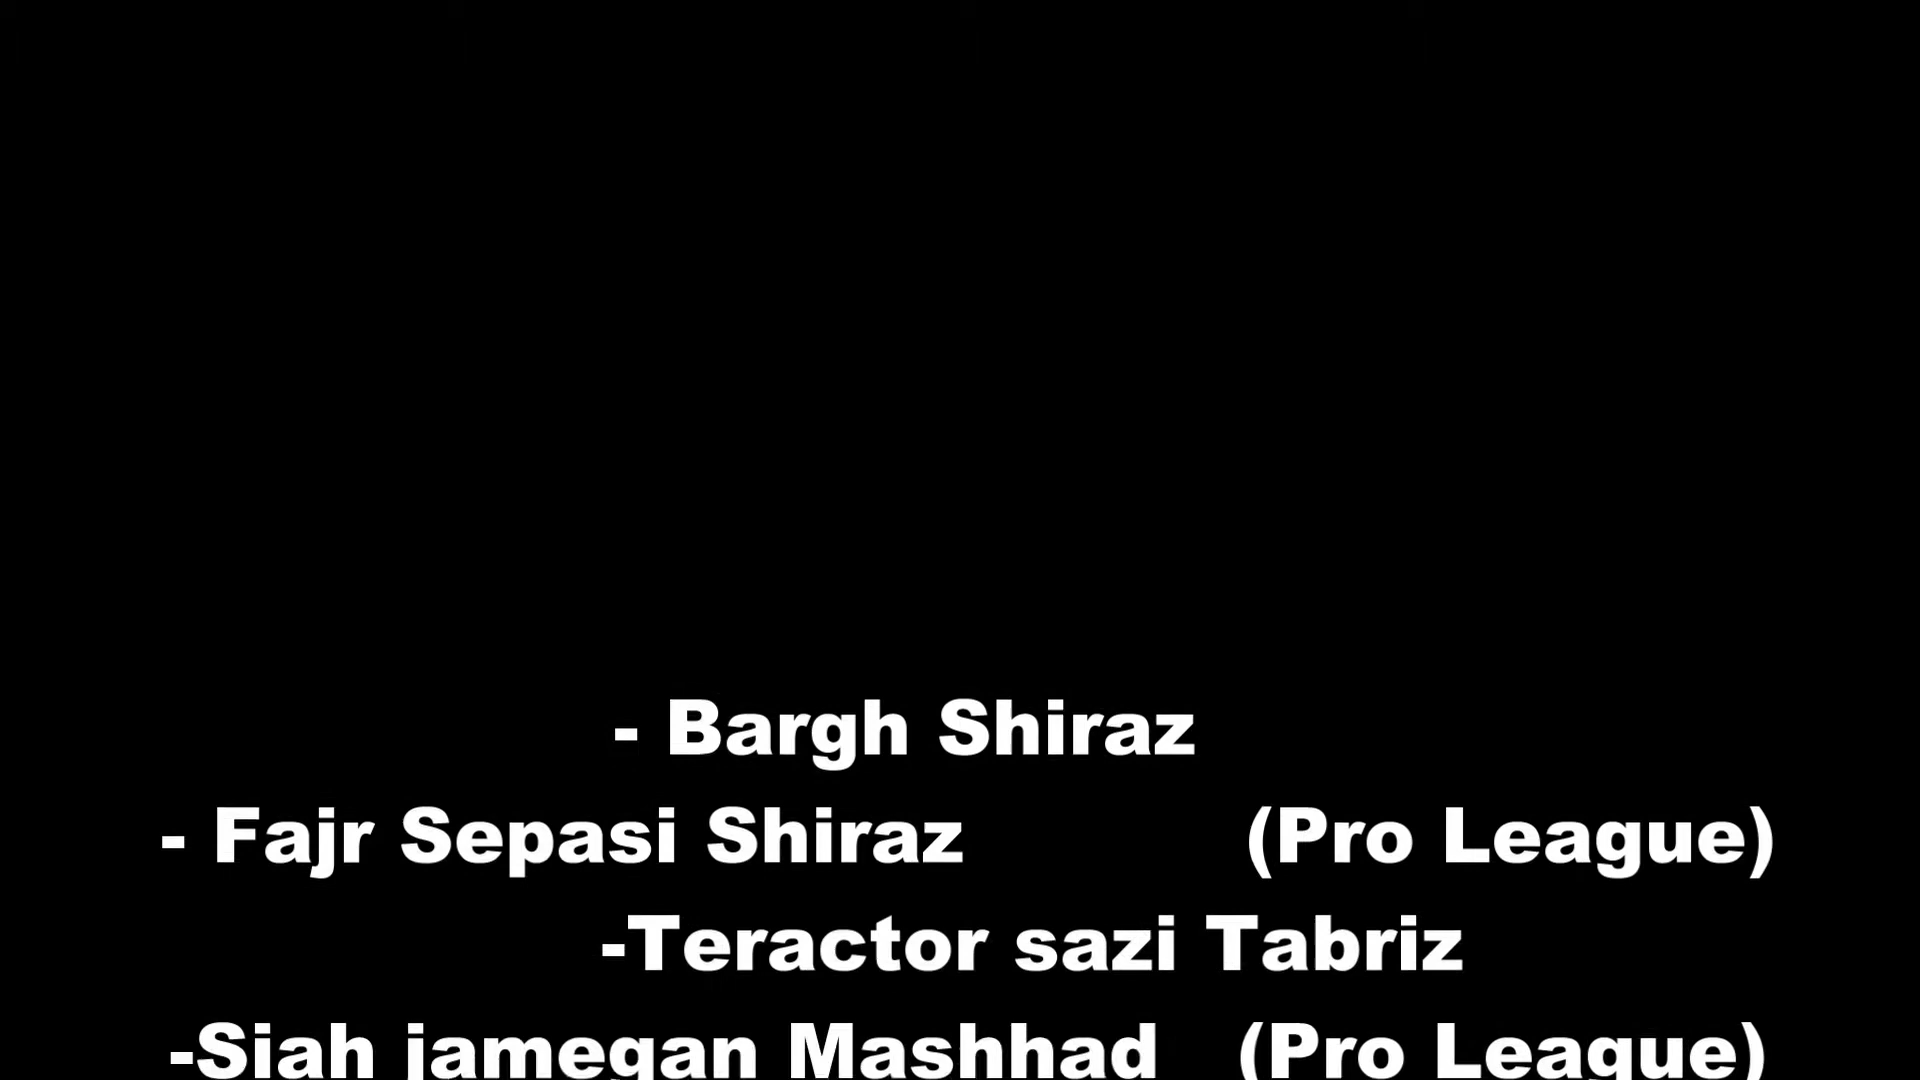 - Bargh Shiraz
- Fajr Sepasi Shiraz (Pro League)
-Teractor sazi Tabriz
-Siah jamegan Mashhad (Pro League)